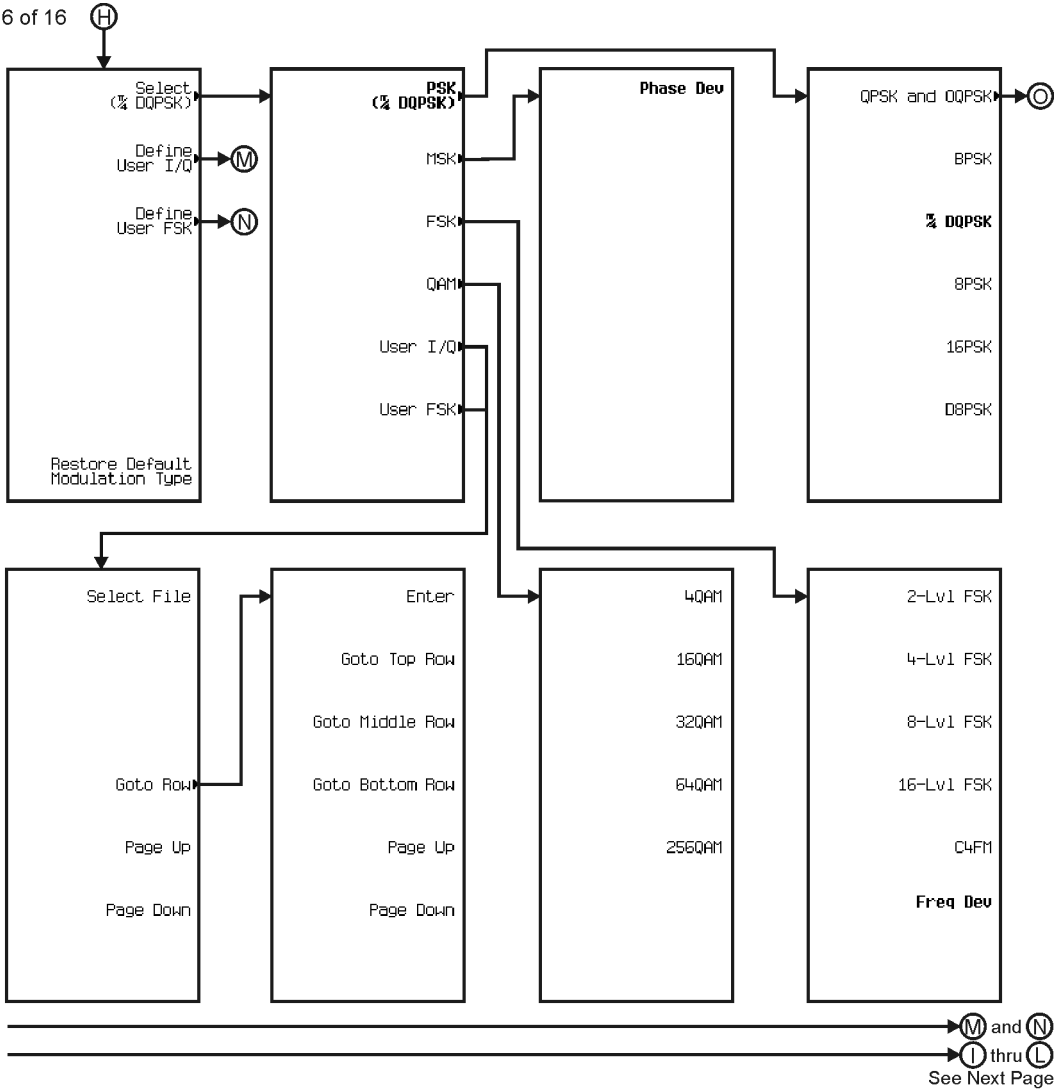 6 of 16
H
Select
(π/4 DQPSK)
Define
User I/Q
M
Define
User FSK
N
Restore Default
Modulation Type
PSK
(π/4 DQPSK)
MSK
FSK
QAM
User I/Q
User FSK
Phase Dev
QPSK and OQPSK
O
BPSK
π/4 DQPSK
8PSK
16PSK
D8PSK
Select File
Goto Row
Page Up
Page Down
Enter
Goto Top Row
Goto Middle Row
Goto Bottom Row
Page Up
Page Down
4QAM
16QAM
32QAM
64QAM
256QAM
2-Lvl FSK
4-Lvl FSK
8-Lvl FSK
16-Lvl FSK
C4FM
Freq Dev
M and N
I thru L
See Next Page